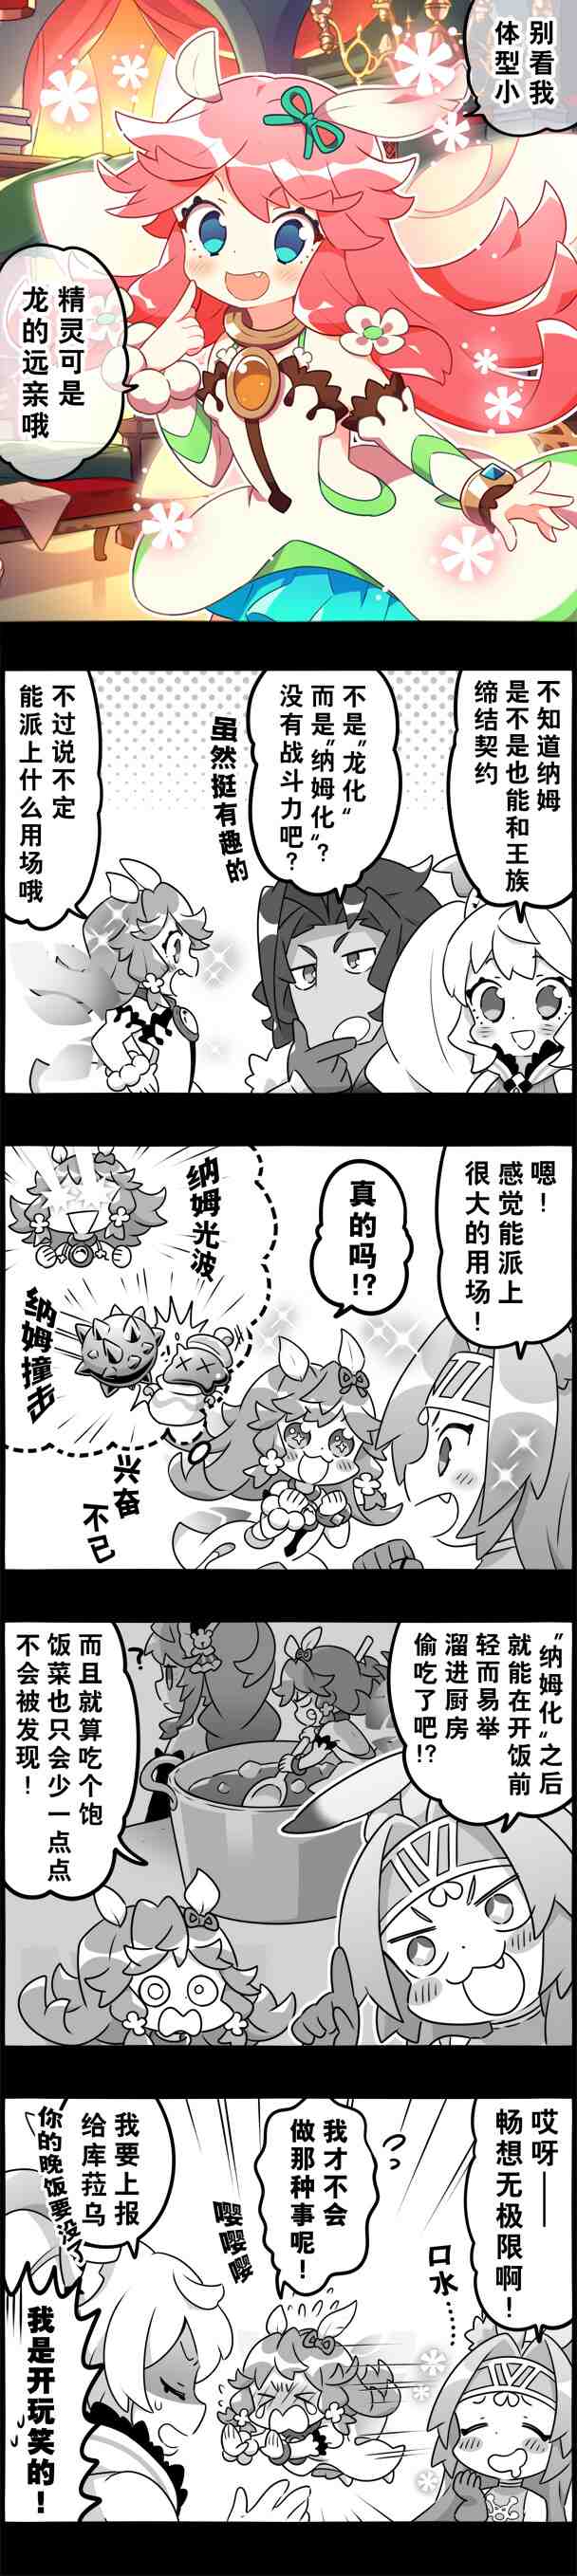 别看我
体型小
精灵可是
龙的远亲哦
不知道纳姆
是不是也能和王族
缔结契约
不是“龙化“
而是“纳姆化“?
没有战斗力吧?
虽然挺有趣的
不过说不定
能派上什么用场哦
嗯!
感觉能派上
很大的用场!
真的吗!?
纳姆光波
纳姆撞击
兴奋
不已
“纳姆化“之后
就能在开饭前
轻而易举
溜进厨房
偷吃了吧!?
?
而且就算吃个饱
饭菜也只会少一点点
不会被发现!
哎呀——
畅想无极限啊!
口水……
我才不会
做那种事呢!
嘤嘤嘤
我要上报
给库菈乌
你的晚饭要没了
我是开玩笑的!